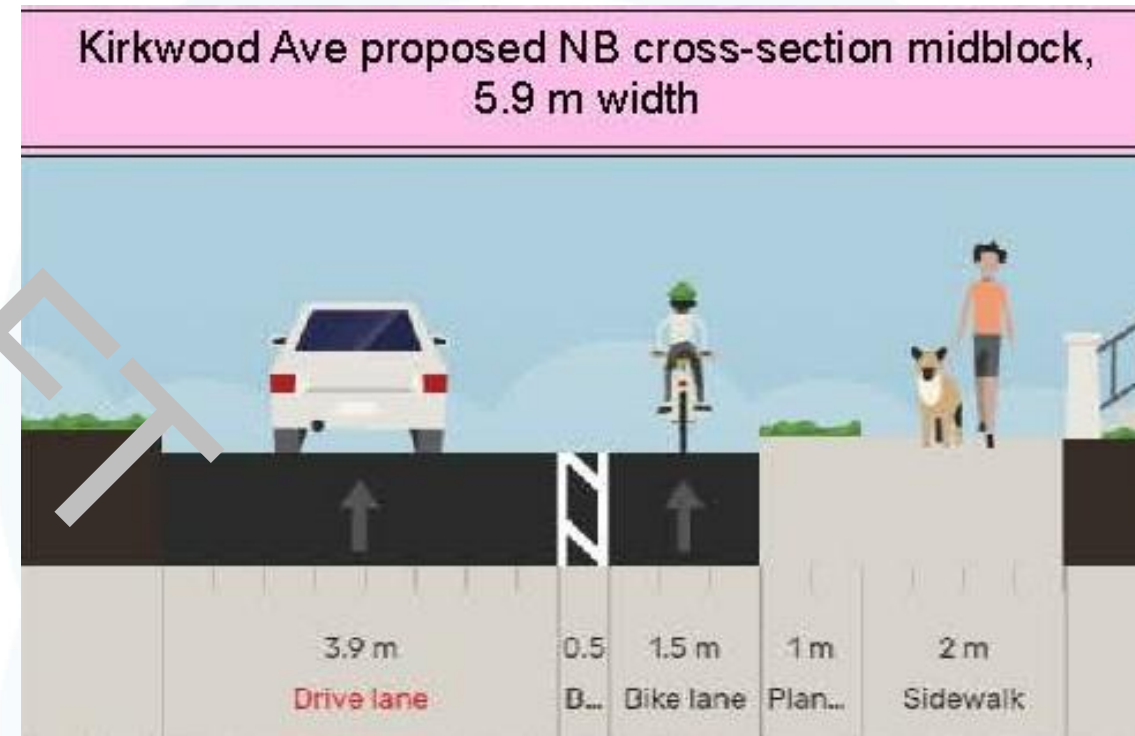 Kirkwood Ave proposed NB cross-section midblock,
5.9 m width
FT
3.9 m
0.5
1.5 m
1 m
2 m
Drive lane
B...
Bike lane
Plan...
Sidewalk